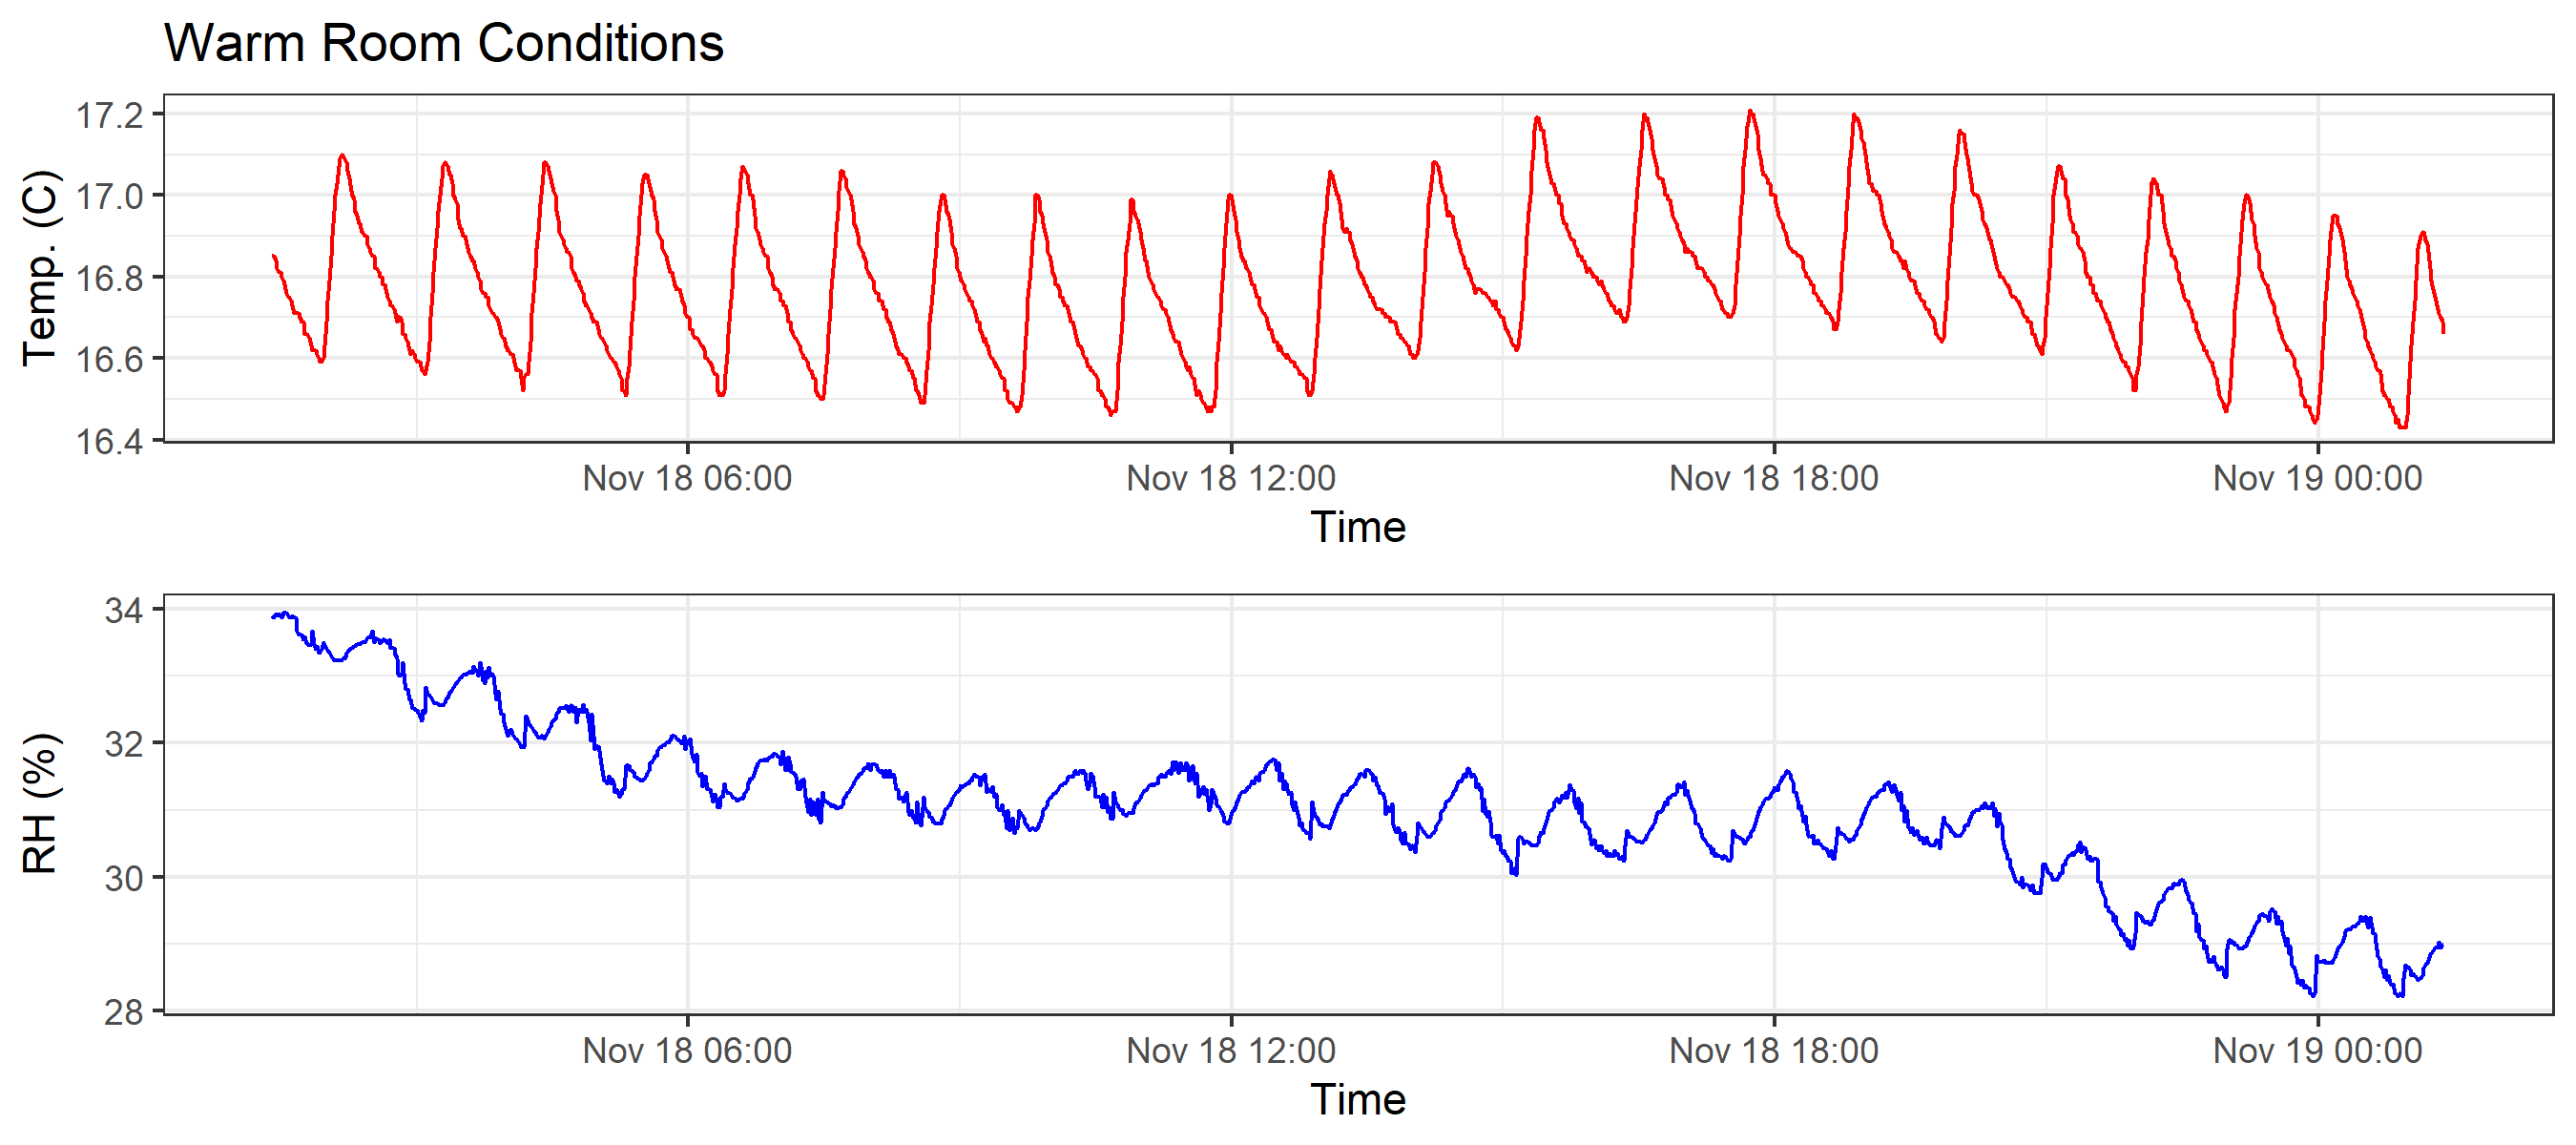 Warm Room Conditions
17.2
17.0
16.8
16.6
16.4
Temp. (C)
Nov 18 06:00 Nov 18 12:00 Nov 18 18:00 Nov 19 00:00
Time
34
32
30
28
RH (%)
Nov 18 06:00 Nov 18 12:00 Nov 18 18:00 Nov 19 00:00
Time